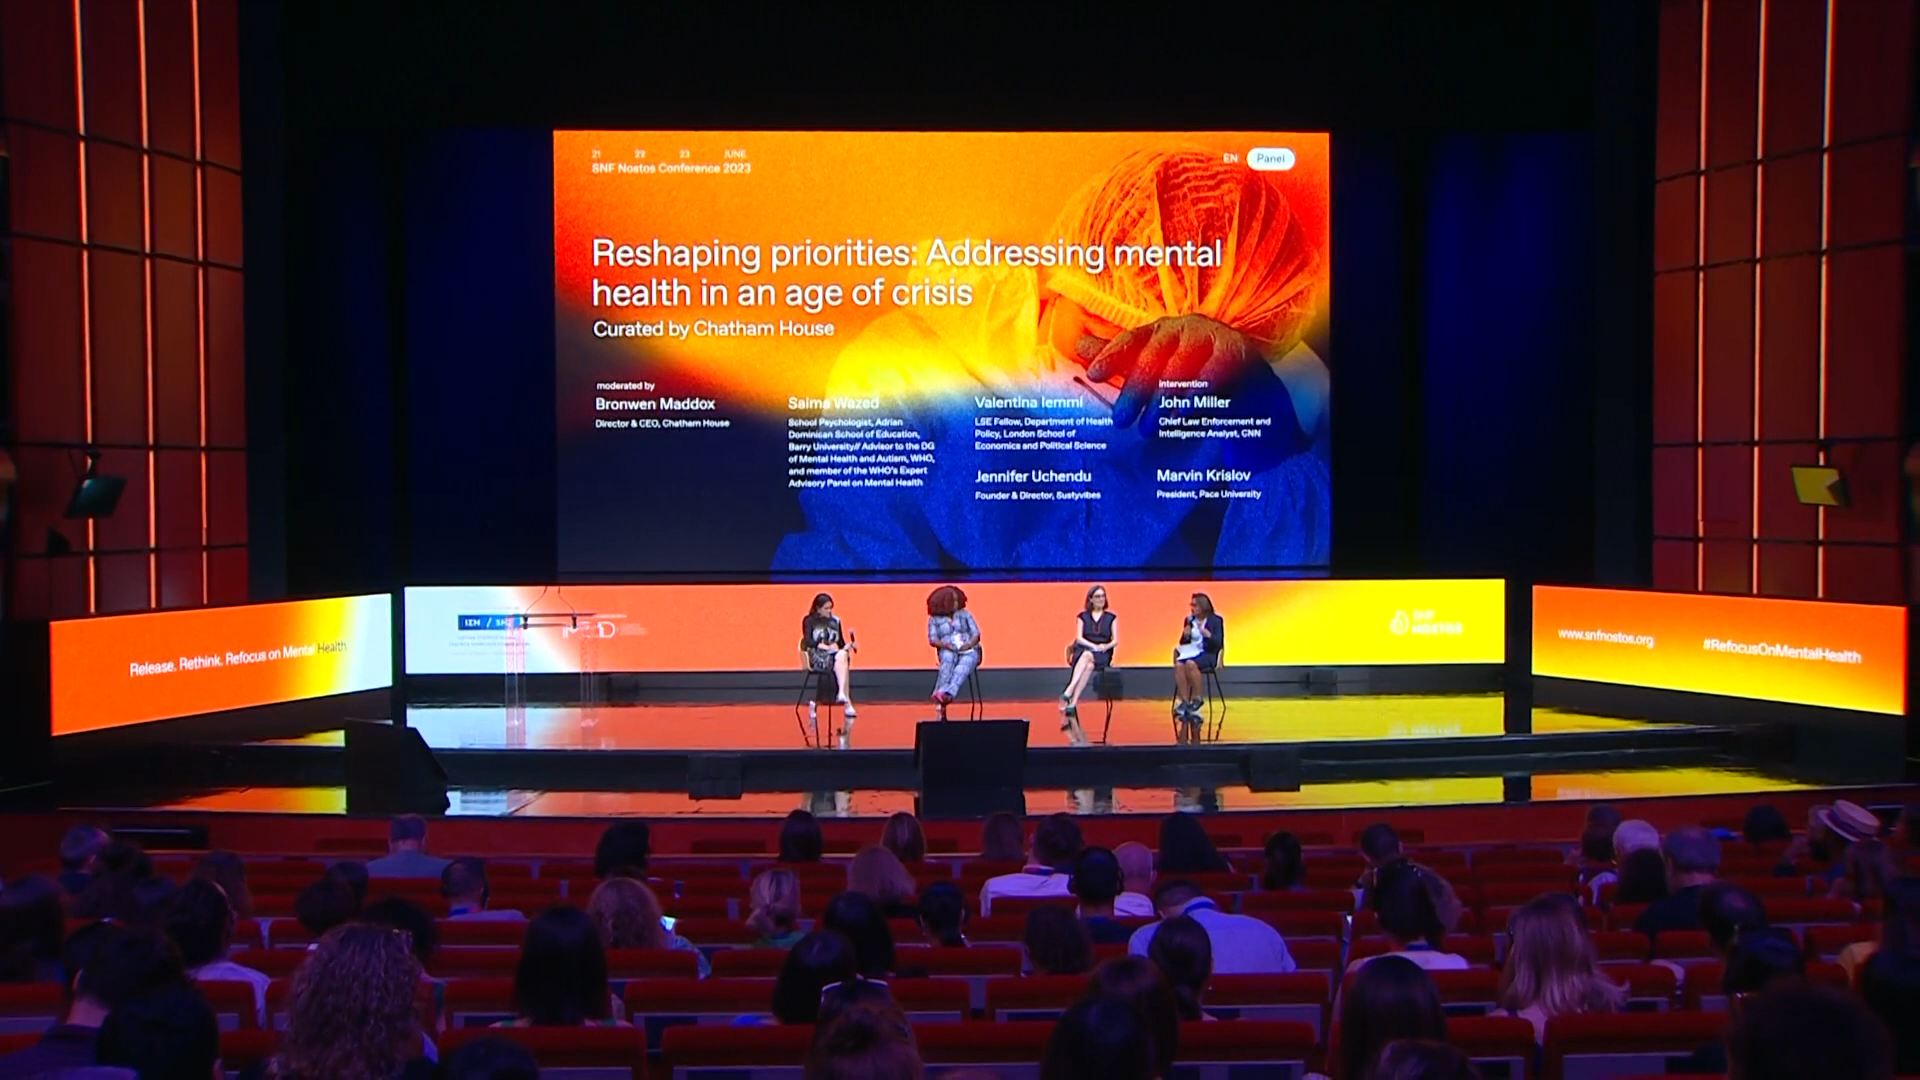 21 22 23 JUNE
SNF Nostos Conference 2023
EN Panel
Reshaping priorities: Addressing mental
health in an age of crisis
Curated by Chatham House
moderated by
Bronwen Maddox
Director & CEO, Chatham House
Saima Wazed
School Psychologist, Adrian
Dominican School of Education,
Barry University// Advisor to the DG
of Mental Health and Autism, WHO,
and member of the WHO's Expert
Advisory Panel on Mental Health
Valentina Iemmi
LSE Fellow, Department of Health
Policy, London School of
Economics and Political Science
Jennifer Uchendu
Founder & Director, Sustyvibes
intervention
John Miller
Chief Law Enforcement and
Intelligence Analyst, CNN
Marvin Krislov
President, Pace University
Release. Rethink. Refocus on Mental Health.
SNF
NOSTOS
www.snfnostos.org
#RefocusOnMentalHealth